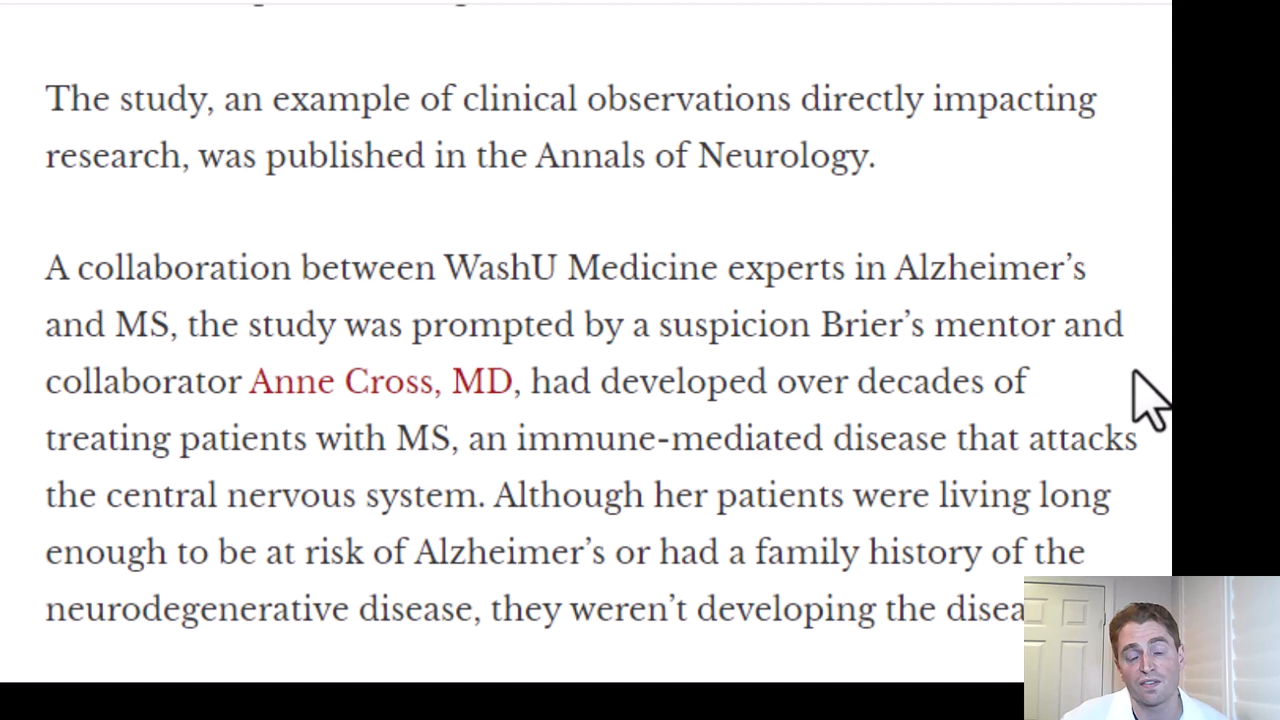 The study, an example of clinical observations directly impacting
research, was published in the Annals of Neurology.
A collaboration between WashU Medicine experts in Alzheimer’s
and MS, the study was prompted by a suspicion Brier’s mentor and
collaborator Anne Cross, MD, had developed over decades of
treating patients with MS, an immune-mediated disease that attacks
the central nervous system. Although her patients were living long
enough to be at risk of Alzheimer’s or had a family history of the
neurodegenerative disease, they weren’t developing the